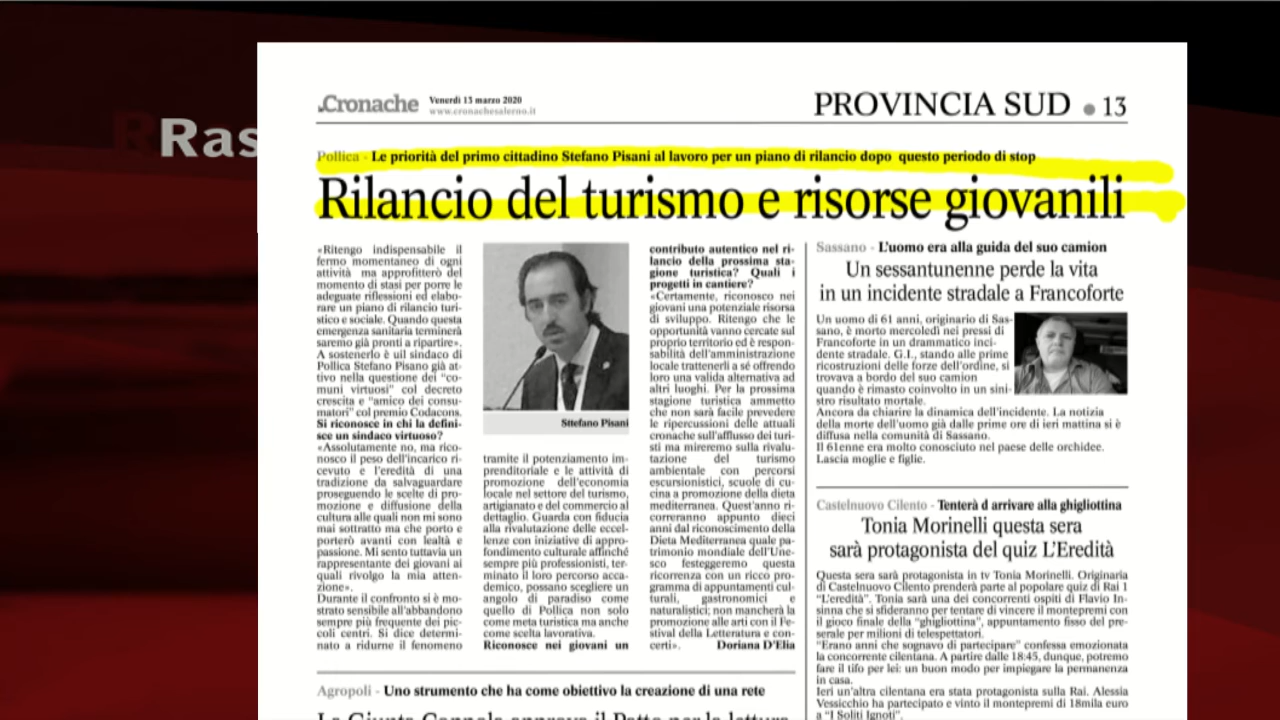 Ras
.Cronache
Venerdì 13 marzo 2020
www.cronachesalerno.it
PROVINCIA SUD ● 13
Pollica - Le priorità del primo cittadino Stefano Pisani al lavoro per un piano di rilancio dopo questo periodo di stop
Rilancio del turismo e risorse giovanili
«Ritengo indispensabile il
fermo momentaneo di ogni
attività ma approfitterò del
momento di stasi per porre le
adeguate riflessioni ed elabo-
rare un piano di rilancio turi-
stico e sociale. Quando questa
emergenza sanitaria terminerà
saremo già pronti a ripartire».
A sostenerlo è uil sindaco di
Pollica Stefano Pisano già at-
tivo nella questione dei "co-
muni virtuosi" col decreto
crescita e "amico dei consu-
matori" col premio Codacons.
Si riconosce in chi la defini-
sce un sindaco virtuoso?
«Assolutamente no, ma rico-
nosco il peso dell'incarico ri-
cevuto e l'eredità di una
tradizione da salvaguardare
proseguendo le scelte di pro-
mozione e diffusione della
cultura alle quali non mi sono
mai sottratto ma che porto e
porterò avanti con lealtà e
passione. Mi sento tuttavia un
rappresentante dei giovani ai
quali rivolgo la mia atten-
zione».
Durante il confronto si è mo-
strato sensibile all'abbandono
sempre più frequente dei pic-
coli centri. Si dice determi-
nato a ridurne il fenomeno
Sttefano Pisani
tramite il potenziamento im-
prenditoriale e le attività di
promozione dell'economia
locale nel settore del turismo,
artigianato e del commercio al
dettaglio. Guarda con fiducia
alla rivalutazione delle eccel-
lenze con iniziative di appro-
fondimento culturale affinché
sempre più professionisti, ter-
minato il loro percorso acca-
demico, possano scegliere un
angolo di paradiso come
quello di Pollica non solo
come meta turistica ma anche
come scelta lavorativa.
Riconosce nei giovani un
contributo autentico nel ri-
lancio della prossima sta-
gione turistica? Quali i
progetti in cantiere?
«Certamente, riconosco nei
giovani una potenziale risorsa
di sviluppo. Ritengo che le
opportunità vanno cercate sul
proprio territorio ed è respon-
sabilità dell'amministrazione
locale trattenerli a sé offrendo
loro una valida alternativa ad
altri luoghi. Per la prossima
stagione turistica ammetto
che non sarà facile prevedere
le ripercussioni delle attuali
cronache sull'afflusso dei turi-
sti ma mireremo sulla rivalu-
tazione del turismo
ambientale con percorsi
escursionistici, scuole di cu-
cina a promozione della dieta
mediterranea. Quest'anno ri-
correranno appunto dieci
anni dal riconoscimento della
Dieta Mediterranea quale pa-
trimonio mondiale dell'Une-
sco festeggeremo questa
ricorrenza con un ricco pro-
gramma di appuntamenti cul-
turali, gastronomici e
naturalistici; non mancherà la
promozione alle arti con il Fe-
stival della Letteratura e con-
certi». Doriana D'Elia
Sassano - L'uomo era alla guida del suo camion
Un sessantunenne perde la vita
in un incidente stradale a Francoforte
Un uomo di 61 anni, originario di Sas-
sano, è morto mercoledì nei pressi di
Francoforte in un drammatico inci-
dente stradale. G.I., stando alle prime
ricostruzioni delle forze dell'ordine, si
trovava a bordo del suo camion
quando è rimasto coinvolto in un sini-
stro risultato mortale.
Ancora da chiarire la dinamica dell'incidente. La notizia
della morte dell'uomo già dalle prime ore di ieri mattina si è
diffusa nella comunità di Sassano.
Il 61enne era molto conosciuto nel paese delle orchidee.
Lascia moglie e figlie.
Castelnuovo Cilento - Tenterà d arrivare alla ghigliottina
Tonia Morinelli questa sera
sarà protagonista del quiz L'Eredità
Questa sera sarà protagonista in tv Tonia Morinelli. Originaria
di Castelnuovo Cilento prenderà parte al popolare quiz di Rai 1
"L'eredità". Tonia sarà una dei concorrenti ospiti di Flavio In-
sinna che si sfideranno per tentare di vincere il montepremi con
il gioco finale della "ghigliottina", appuntamento fisso del pre-
serale per milioni di telespettatori.
"Erano anni che sognavo di partecipare" confessa emozionata
la concorrente cilentana. A partire dalle 18:45, dunque, potremo
fare il tifo per lei: un buon modo per impiegare la permanenza
in casa.
Ieri un'altra cilentana era stata protagonista sulla Rai. Alessia
Vessicchio ha partecipato e vinto il montepremi di 18mila euro
a "I Soliti Ignoti".
Agropoli - Uno strumento che ha come obiettivo la creazione di una rete
La Giunta Coppola approva il Patto per la lettura